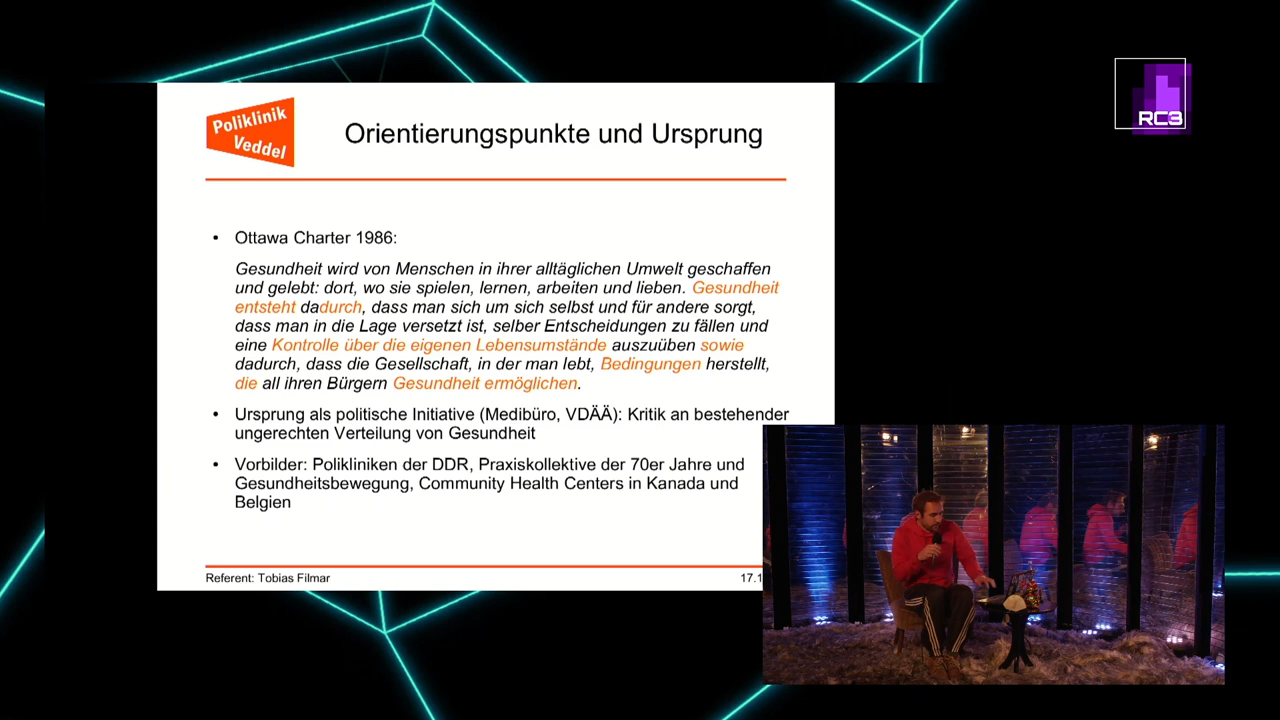 Poliklinik
Veddel
Orientierungspunkte und Ursprung
RC3
• Ottawa Charter 1986:
Gesundheit wird von Menschen in ihrer alltäglichen Umwelt geschaffen
und gelebt: dort, wo sie spielen, lernen, arbeiten und lieben. Gesundheit
entsteht dadurch, dass man sich um sich selbst und für andere sorgt,
dass man in die Lage versetzt ist, selber Entscheidungen zu fällen und
eine Kontrolle über die eigenen Lebensumstände auszuüben sowie
dadurch, dass die Gesellschaft, in der man lebt, Bedingungen herstellt,
die all ihren Bürgern Gesundheit ermöglichen.
• Ursprung als politische Initiative (Medibüro, VDÄÄ): Kritik an bestehender
ungerechten Verteilung von Gesundheit
• Vorbilder: Polikliniken der DDR, Praxiskollektive der 70er Jahre und
Gesundheitsbewegung, Community Health Centers in Kanada und
Belgien
Referent: Tobias Filmar
17.1